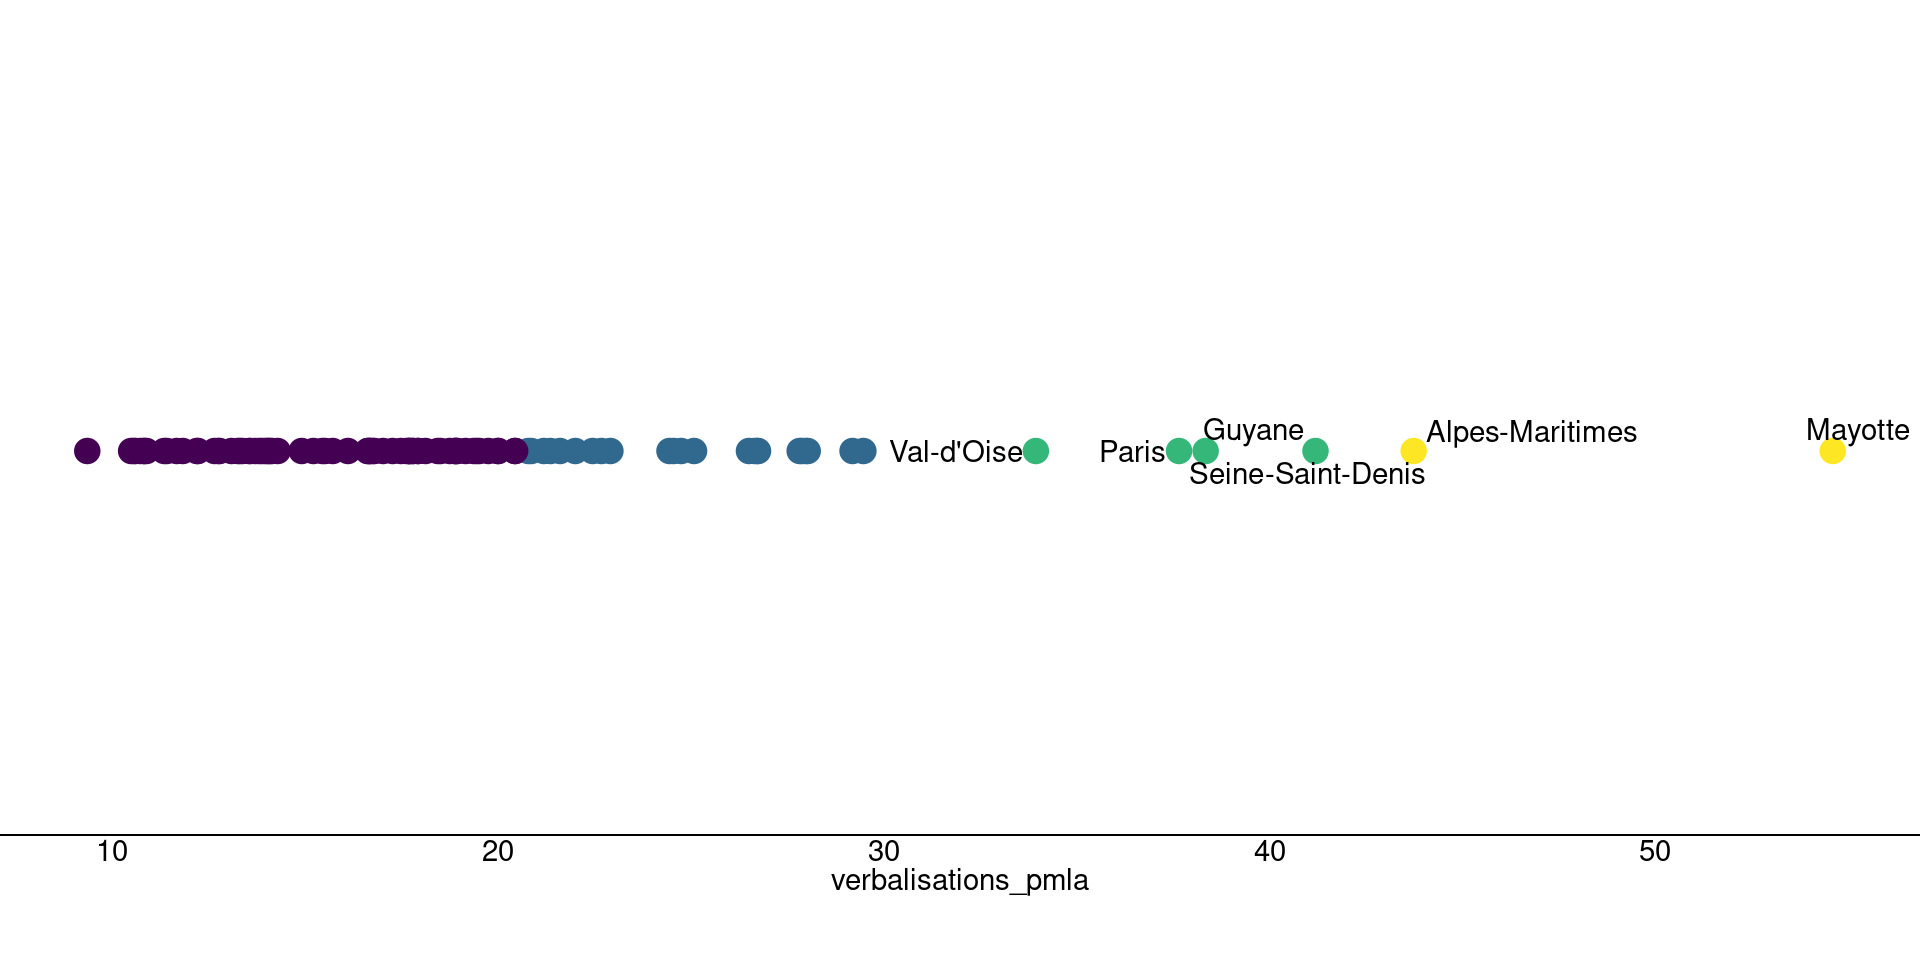 Guyane
Alpes-Maritimes
Mayotte
Val-d'Oise
Paris
Seine-Saint-Denis
10
20
30
40
50
verbalisations_pmla